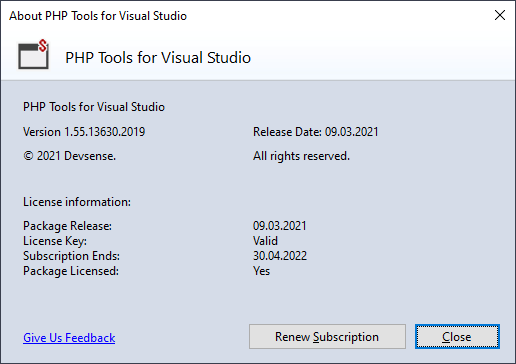 About PHP Tools for Visual Studio
PHP Tools for Visual Studio
PHP Tools for Visual Studio
Version 1.55.13630.2019 Release Date: 09.03.2021
© 2021 Devsense. All rights reserved.
License information:
Package Release: 09.03.2021
License Key: Valid
Subscription Ends: 30.04.2022
Package Licensed: Yes
Give Us Feedback Renew Subscription Close